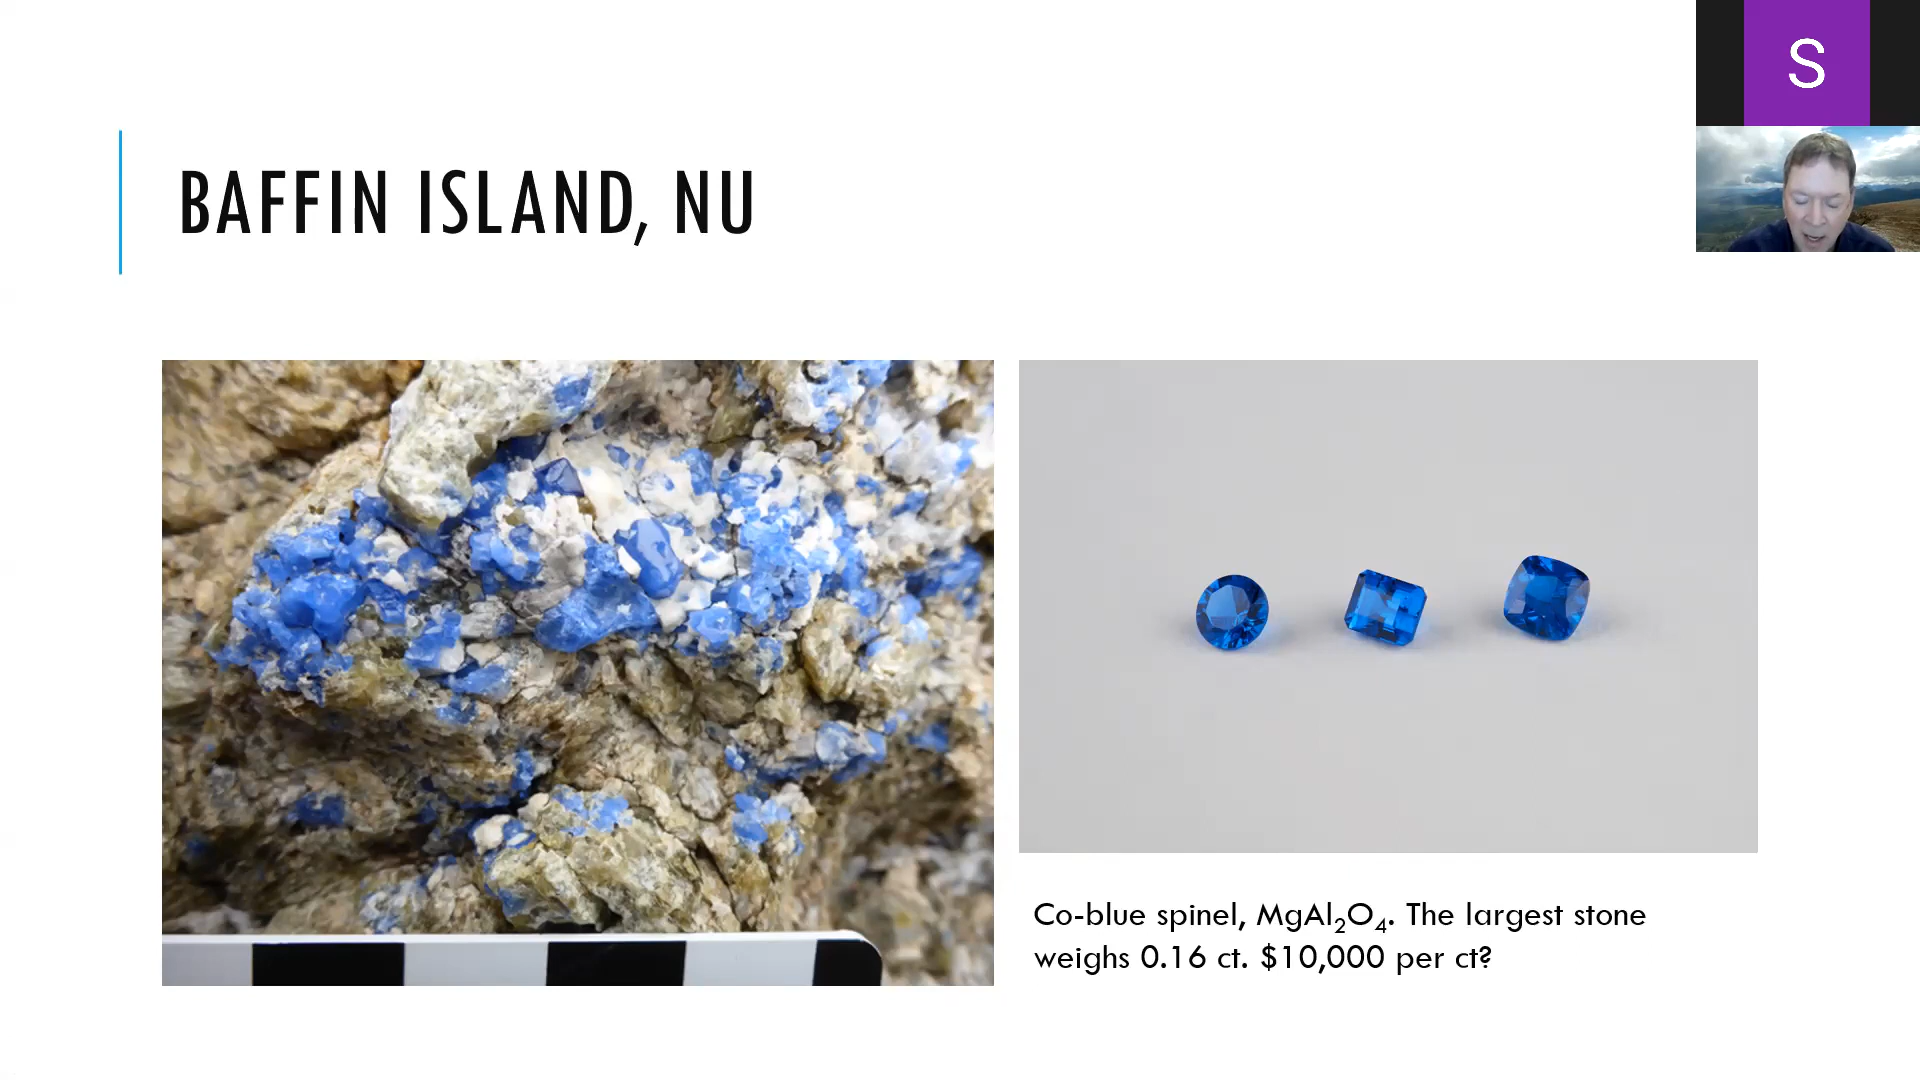 S
BAFFIN ISLAND, NU
Co-blue spinel, MgAl₂O₄. The largest stone
weighs 0.16 ct. $10,000 per ct?